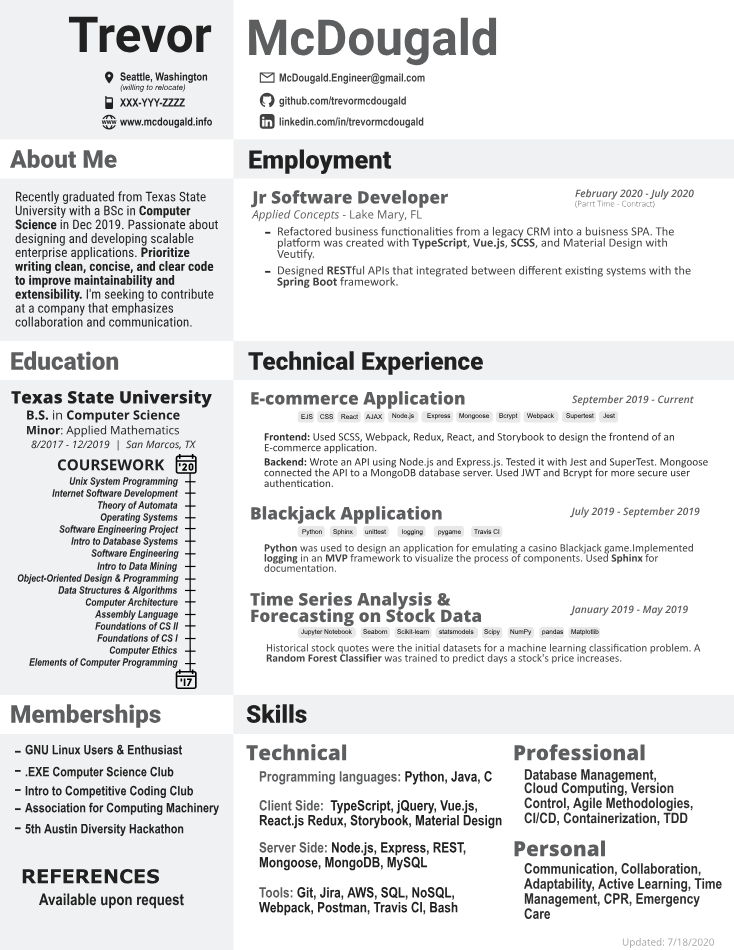 Trevor McDougald
Seattle, Washington
(willing to relocate)
XXX-YYY-ZZZZ
www.mcdougald.info
McDougald.Engineer@gmail.com
github.com/trevormcdougald
linkedin.com/in/trevormcdougald
About Me
Recently graduated from Texas State
University with a BSc in Computer
Science in Dec 2019. Passionate about
designing and developing scalable
enterprise applications. Prioritize
writing clean, concise, and clear code
to improve maintainability and
extensibility. I'm seeking to contribute
at a company that emphasizes
collaboration and communication.
Employment
Jr Software Developer
February 2020 - July 2020
(Parrt Time - Contract)
Applied Concepts - Lake Mary, FL
– Refactored business functionalities from a legacy CRM into a buisness SPA. The
platform was created with TypeScript, Vue.js, SCSS, and Material Design with
Veutify.
– Designed RESTful APIs that integrated between different existing systems with the
Spring Boot framework.
Education
Texas State University
B.S. in Computer Science
Minor: Applied Mathematics
8/2017 - 12/2019 | San Marcos, TX
COURSEWORK '20
Unix System Programming
Internet Software Development
Theory of Automata
Operating Systems
Software Engineering Project
Intro to Database Systems
Software Engineering
Intro to Data Mining
Object-Oriented Design & Programming
Data Structures & Algorithms
Computer Architecture
Assembly Language
Foundations of CS II
Foundations of CS I
Computer Ethics
Elements of Computer Programming
'17
Technical Experience
E-commerce Application
September 2019 - Current
EJS CSS React AJAX Node.js Express Mongoose Bcrypt Webpack Supertest Jest
Frontend: Used SCSS, Webpack, Redux, React, and Storybook to design the frontend of an
E-commerce application.
Backend: Wrote an API using Node.js and Express.js. Tested it with Jest and SuperTest. Mongoose
connected the API to a MongoDB database server. Used JWT and Bcrypt for more secure user
authentication.
Blackjack Application
July 2019 - September 2019
Python Sphinx unittest logging pygame Travis CI
Python was used to design an application for emulating a casino Blackjack game.Implemented
logging in an MVP framework to visualize the process of components. Used Sphinx for
documentation.
Time Series Analysis &
Forecasting on Stock Data
January 2019 - May 2019
Jupyter Notebook Seaborn Scikit-learn statsmodels Scipy NumPy pandas Matplotlib
Historical stock quotes were the initial datasets for a machine learning classification problem. A
Random Forest Classifier was trained to predict days a stock's price increases.
Memberships
– GNU Linux Users & Enthusiast
– .EXE Computer Science Club
– Intro to Competitive Coding Club
– Association for Computing Machinery
– 5th Austin Diversity Hackathon
REFERENCES
Available upon request
Skills
Technical
Programming languages: Python, Java, C
Client Side: TypeScript, jQuery, Vue.js,
React.js Redux, Storybook, Material Design
Server Side: Node.js, Express, REST,
Mongoose, MongoDB, MySQL
Tools: Git, Jira, AWS, SQL, NoSQL,
Webpack, Postman, Travis CI, Bash
Professional
Database Management,
Cloud Computing, Version
Control, Agile Methodologies,
CI/CD, Containerization, TDD
Personal
Communication, Collaboration,
Adaptability, Active Learning, Time
Management, CPR, Emergency
Care
Updated: 7/18/2020